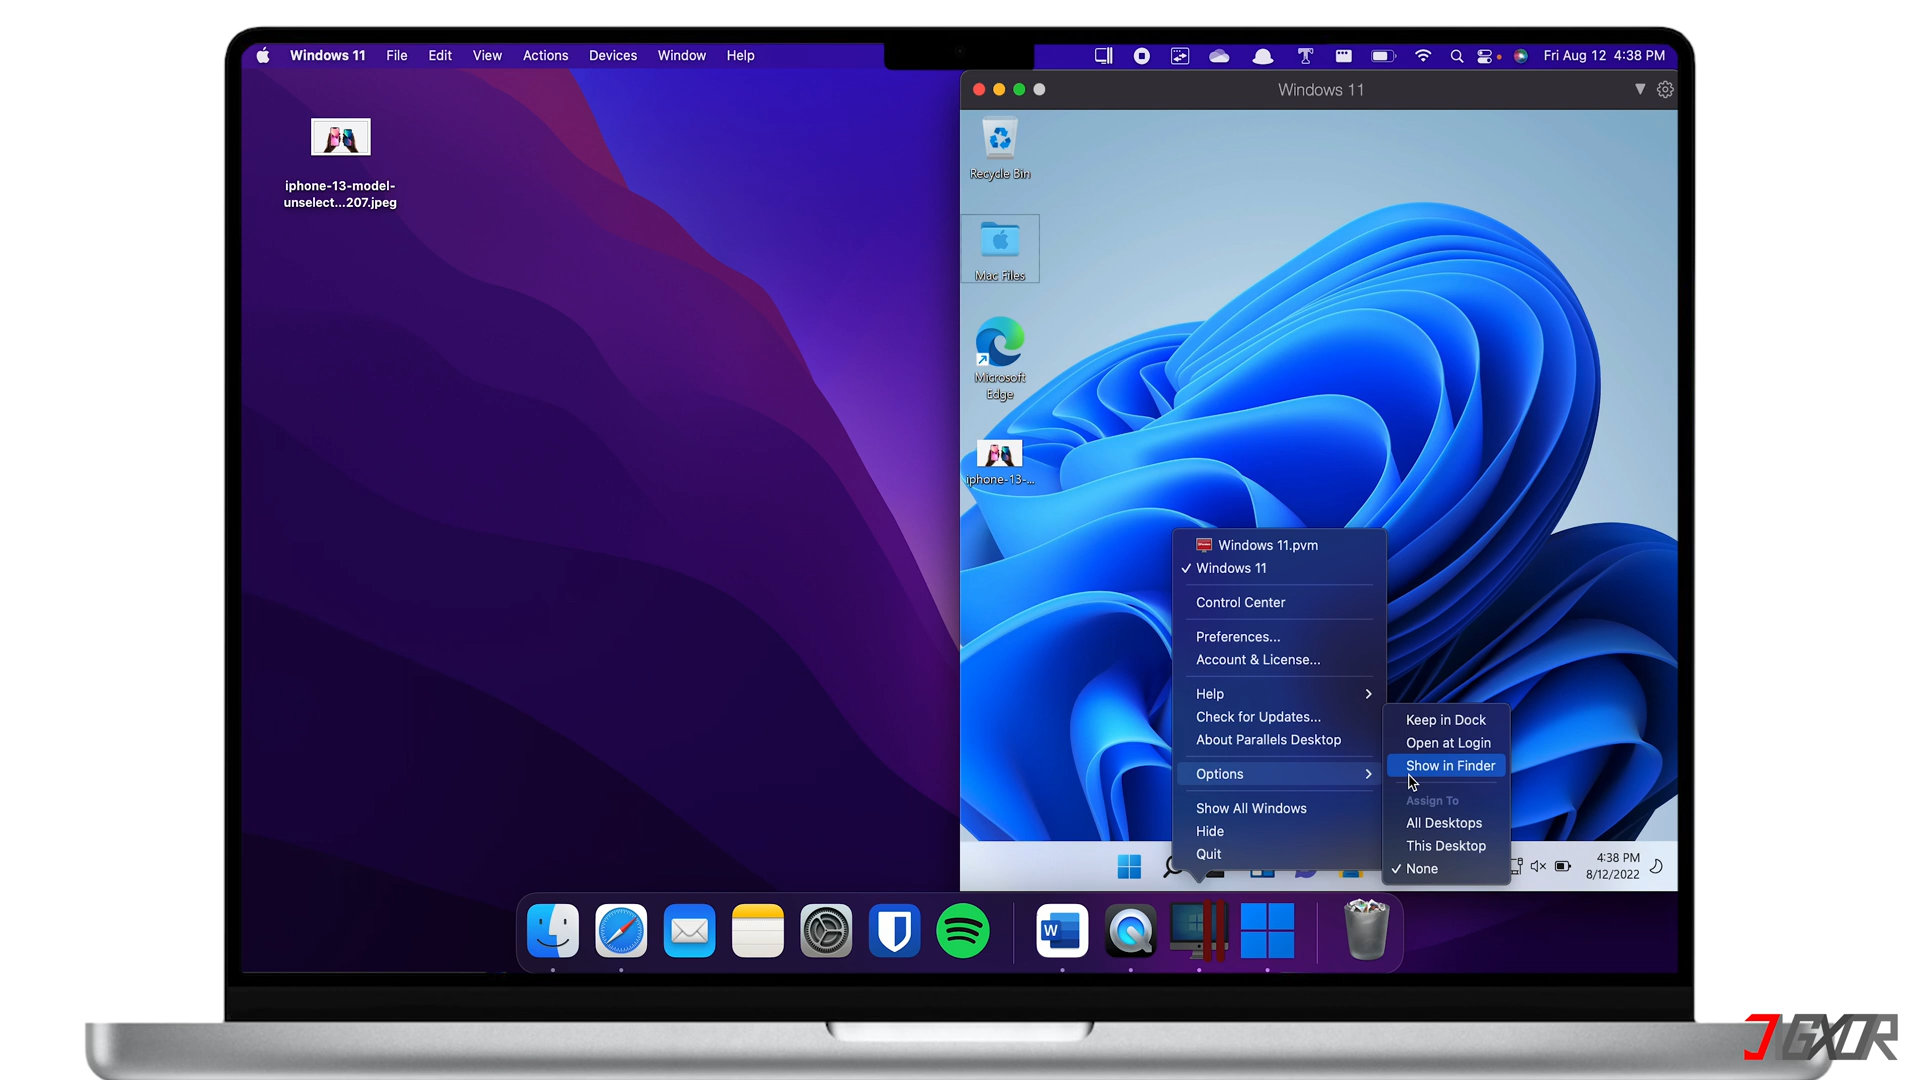 Windows 11 File Edit View Actions Devices Window Help
Fri Aug 12 4:38 PM
iphone-13-model-
unselect...207.jpeg
Windows 11
Recycle Bin
Mac Files
Microsoft
Edge
iphone-13-...
Windows 11.pvm
Windows 11
Control Center
Preferences...
Account & License...
Help
Check for Updates...
About Parallels Desktop
Options
Show All Windows
Hide
Quit
Keep in Dock
Open at Login
Show in Finder
Assign To
All Desktops
This Desktop
None
4:38 PM
8/12/2022
W
JGXOR